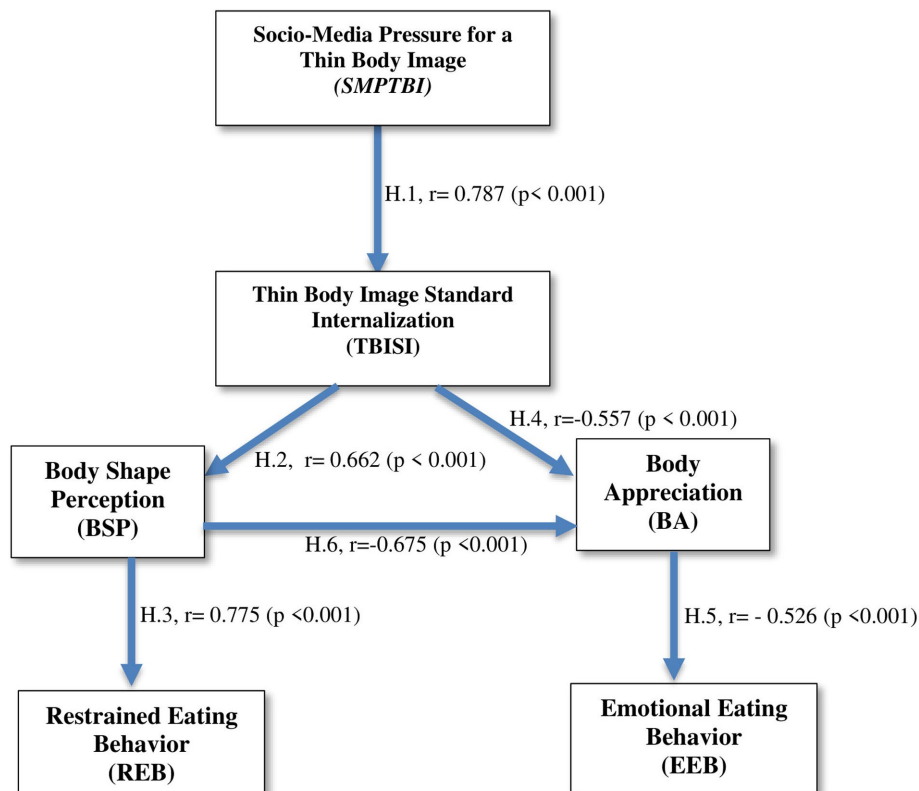 Socio-Media Pressure for a
Thin Body Image
(SMPTBI)
H.1, r= 0.787 (p< 0.001)
Thin Body Image Standard
Internalization
(TBISI)
H.4, r=-0.557 (p < 0.001)
H.2,  r= 0.662 (p < 0.001)
Body Shape
Perception
(BSP)
Body
Appreciation
(BA)
H.6, r=-0.675 (p <0.001)
H.3, r= 0.775 (p <0.001)
H.5, r= - 0.526 (p <0.001)
Restrained Eating
Behavior
(REB)
Emotional Eating
Behavior
(EEB)